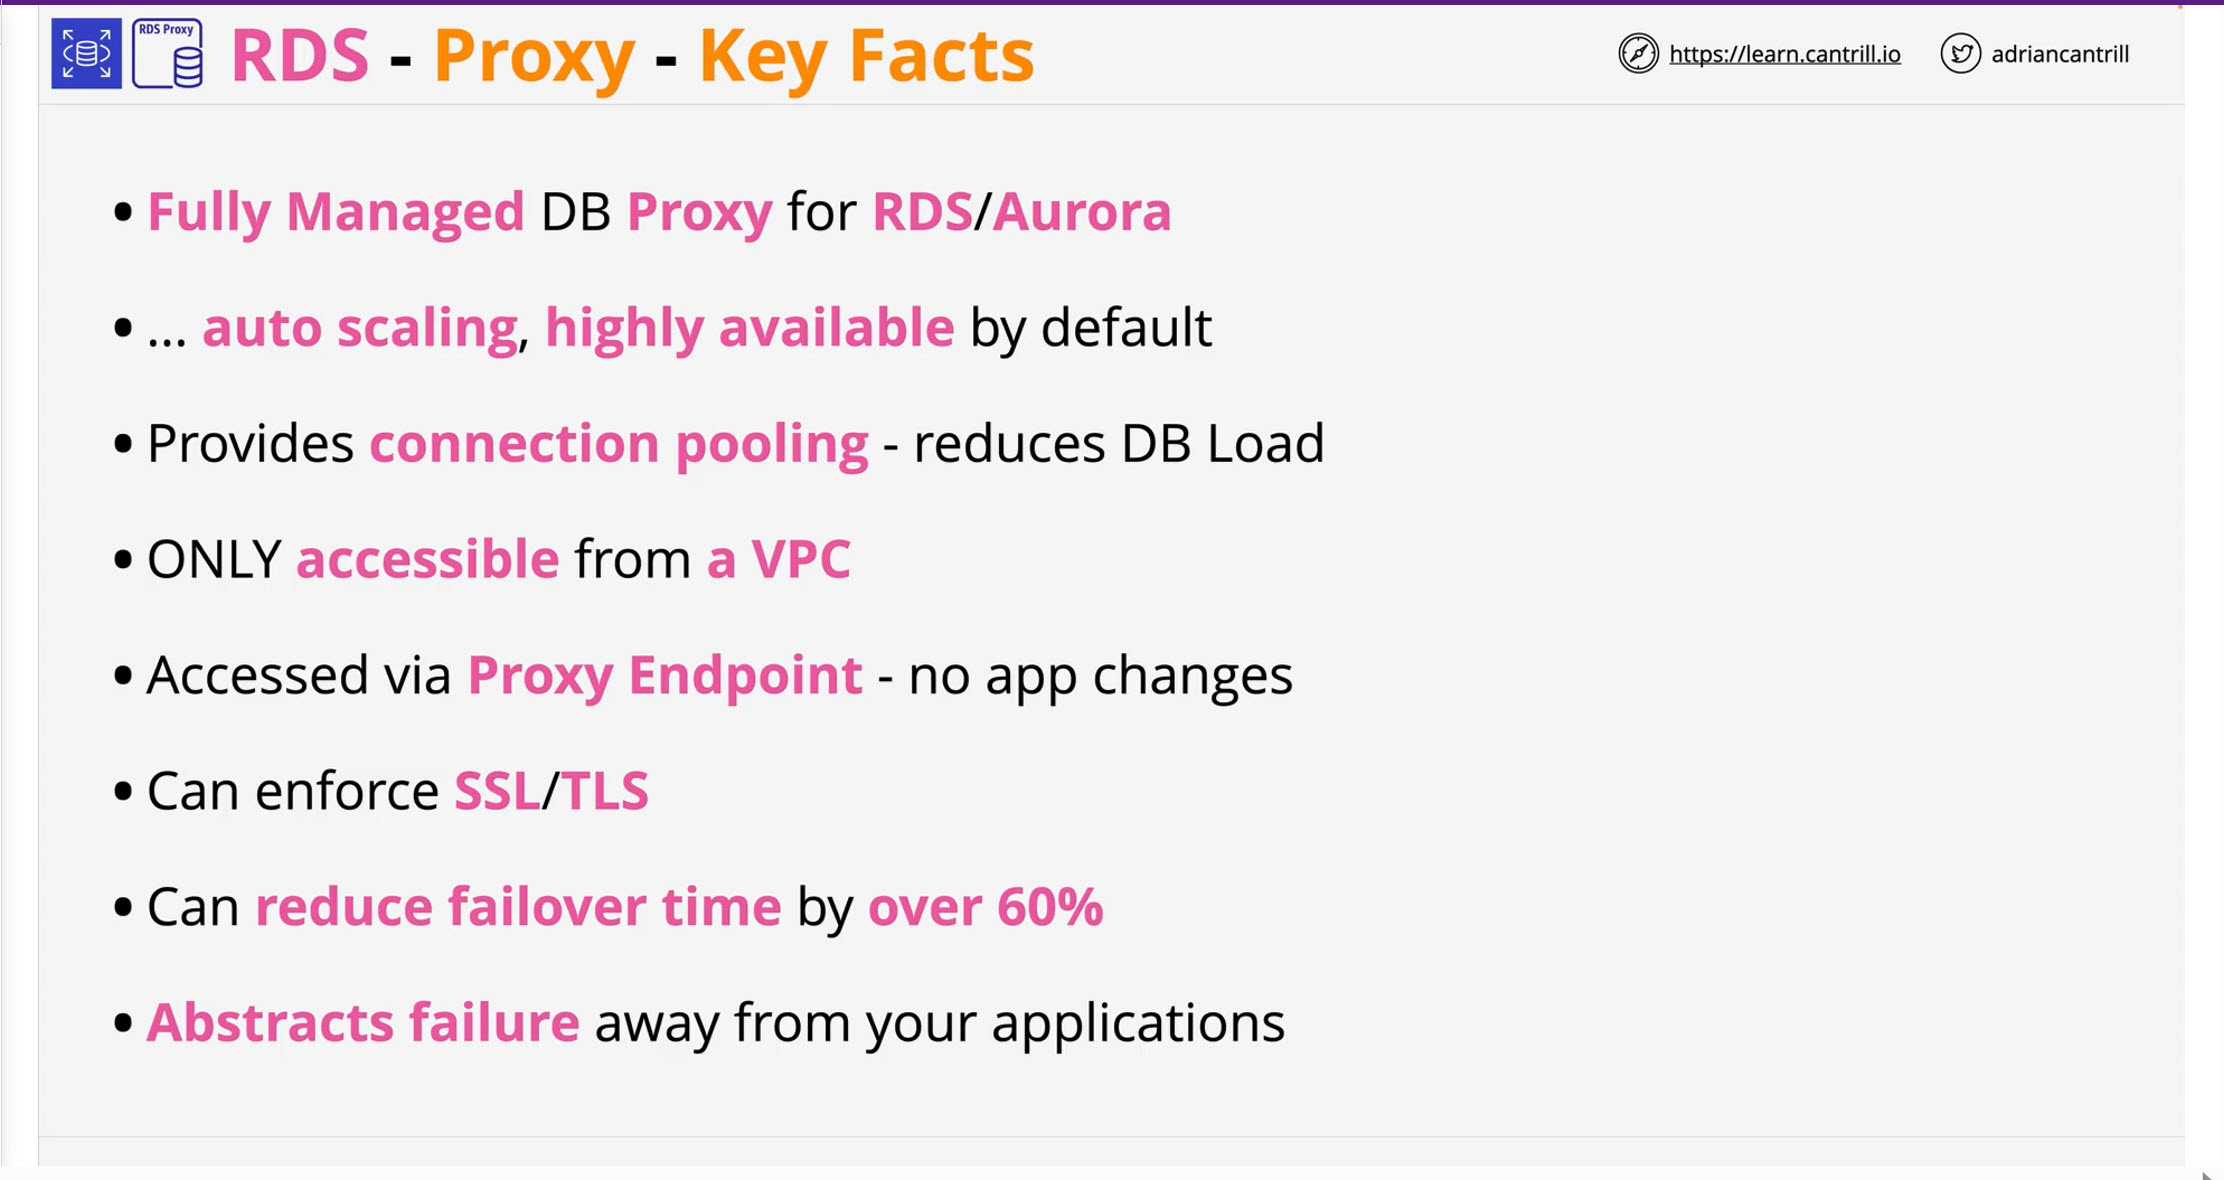 RDS Proxy
RDS - Proxy - Key Facts
https://learn.cantrill.io
adriancantrill
• Fully Managed DB Proxy for RDS/Aurora
• ... auto scaling, highly available by default
• Provides connection pooling - reduces DB Load
• ONLY accessible from a VPC
• Accessed via Proxy Endpoint - no app changes
• Can enforce SSL/TLS
• Can reduce failover time by over 60%
• Abstracts failure away from your applications